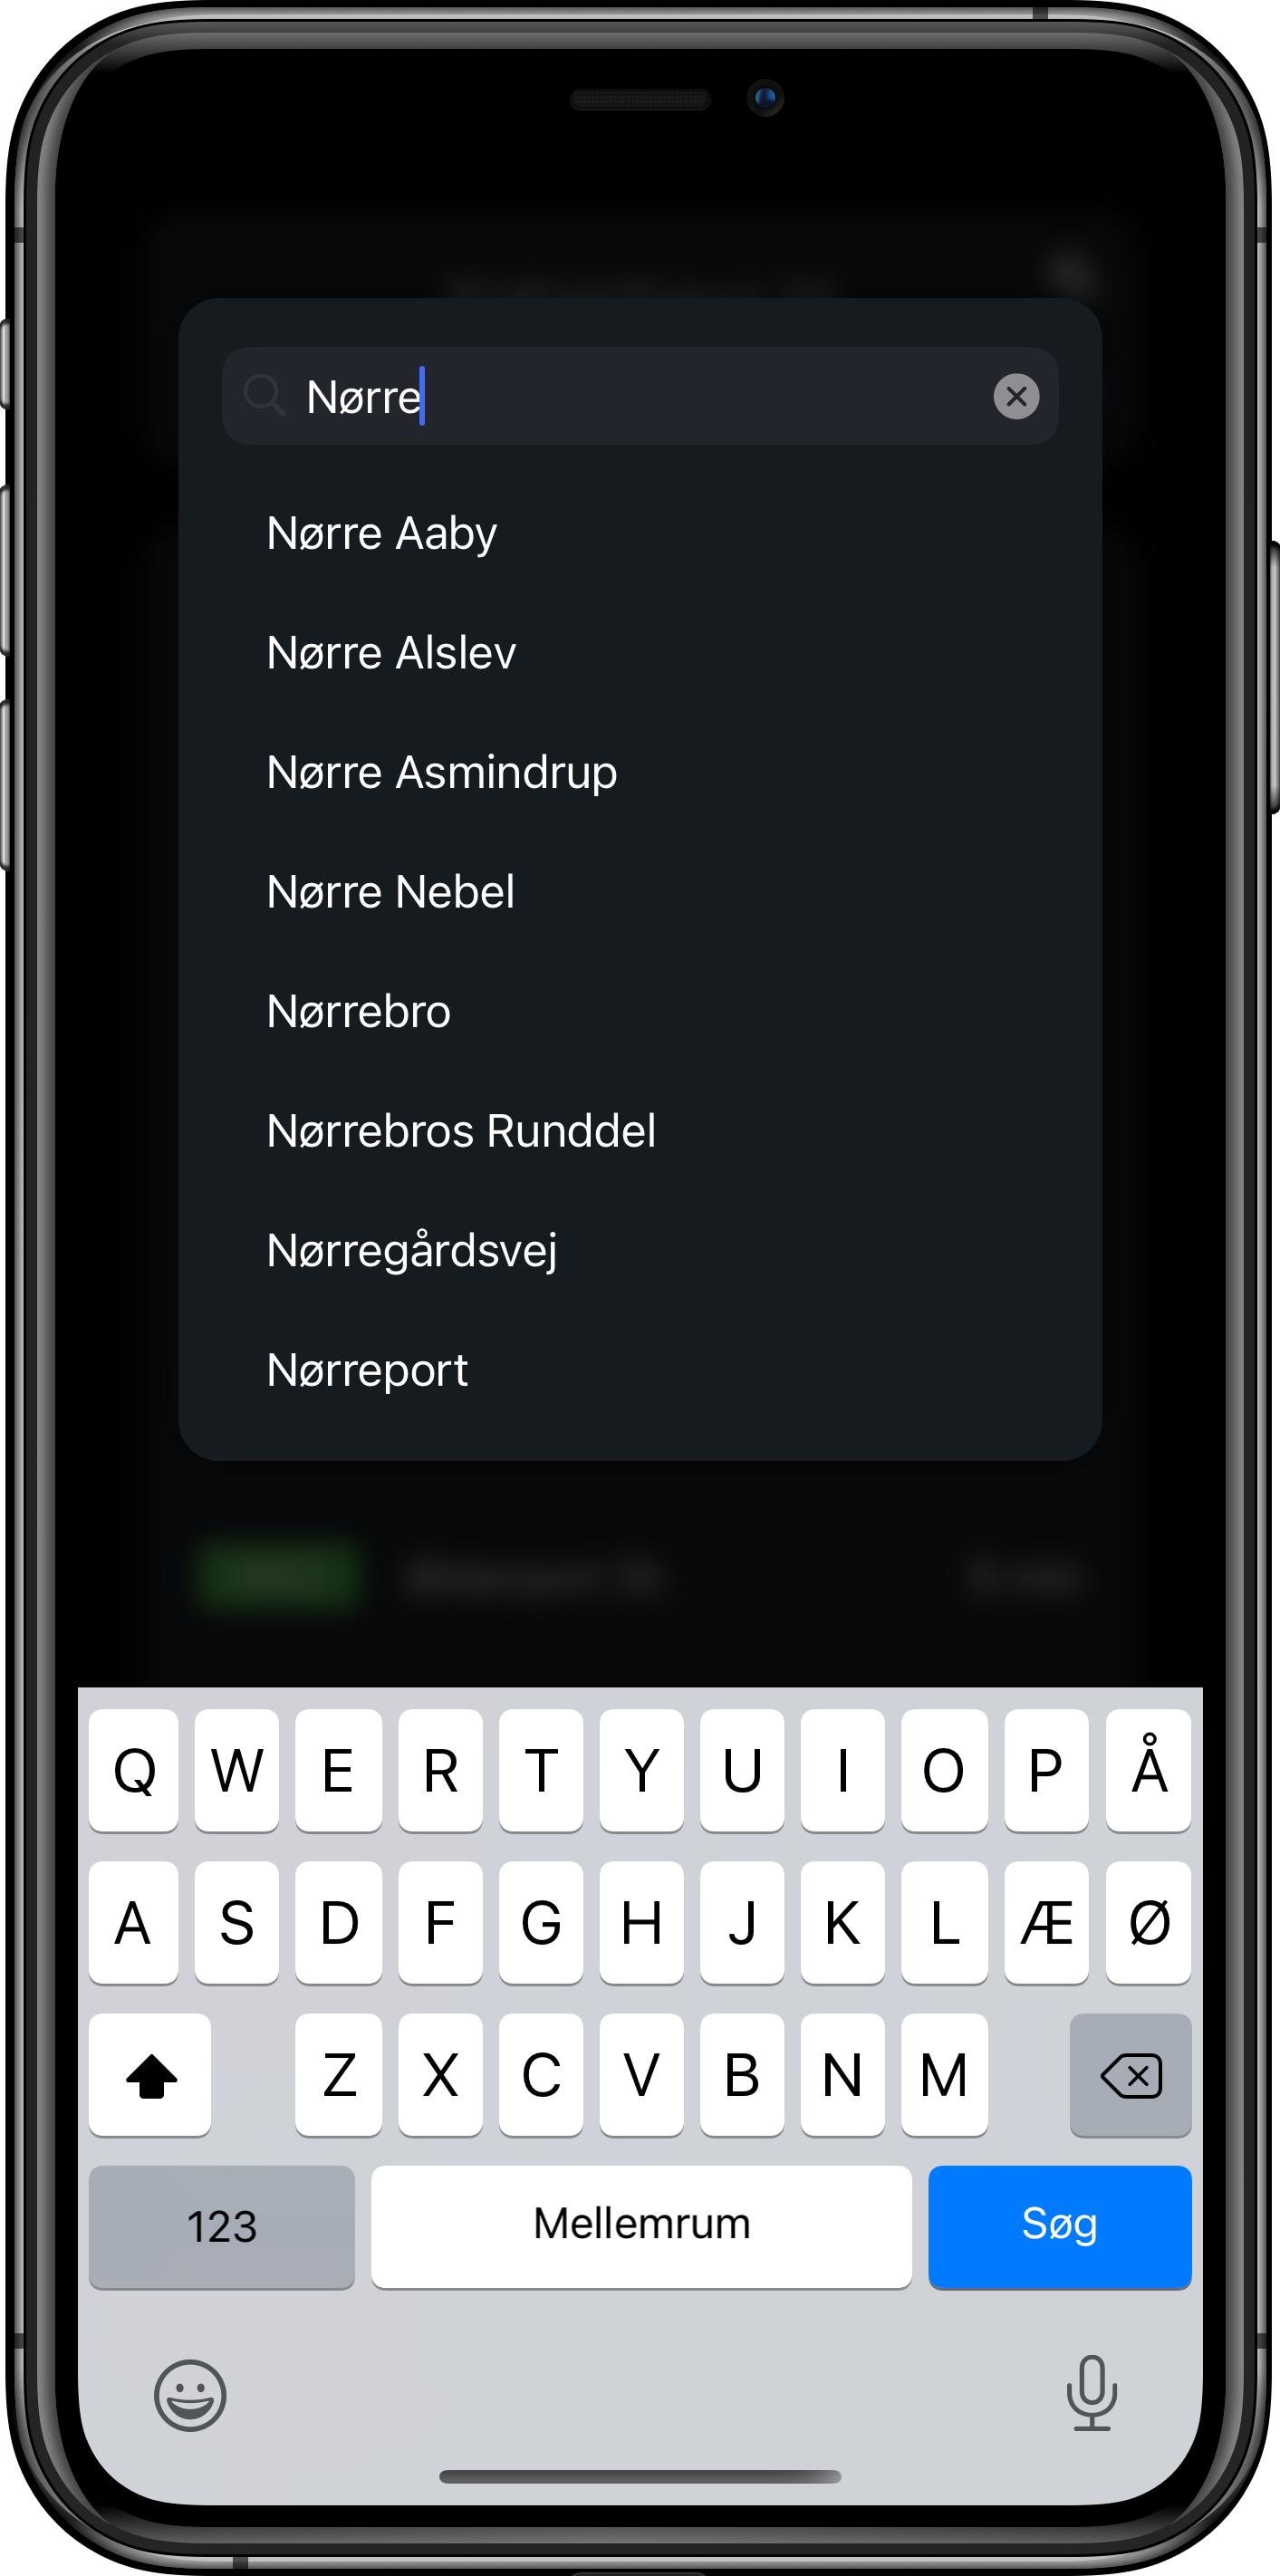 Nørre
Nørre Aaby
Nørre Alslev
Nørre Asmindrup
Nørre Nebel
Nørrebro
Nørrebros Runddel
Nørregårdsvej
Nørreport
Q W E R T Y U I O P Å
A S D F G H J K L Æ Ø
Z X C V B N M
123 Mellemrum Søg